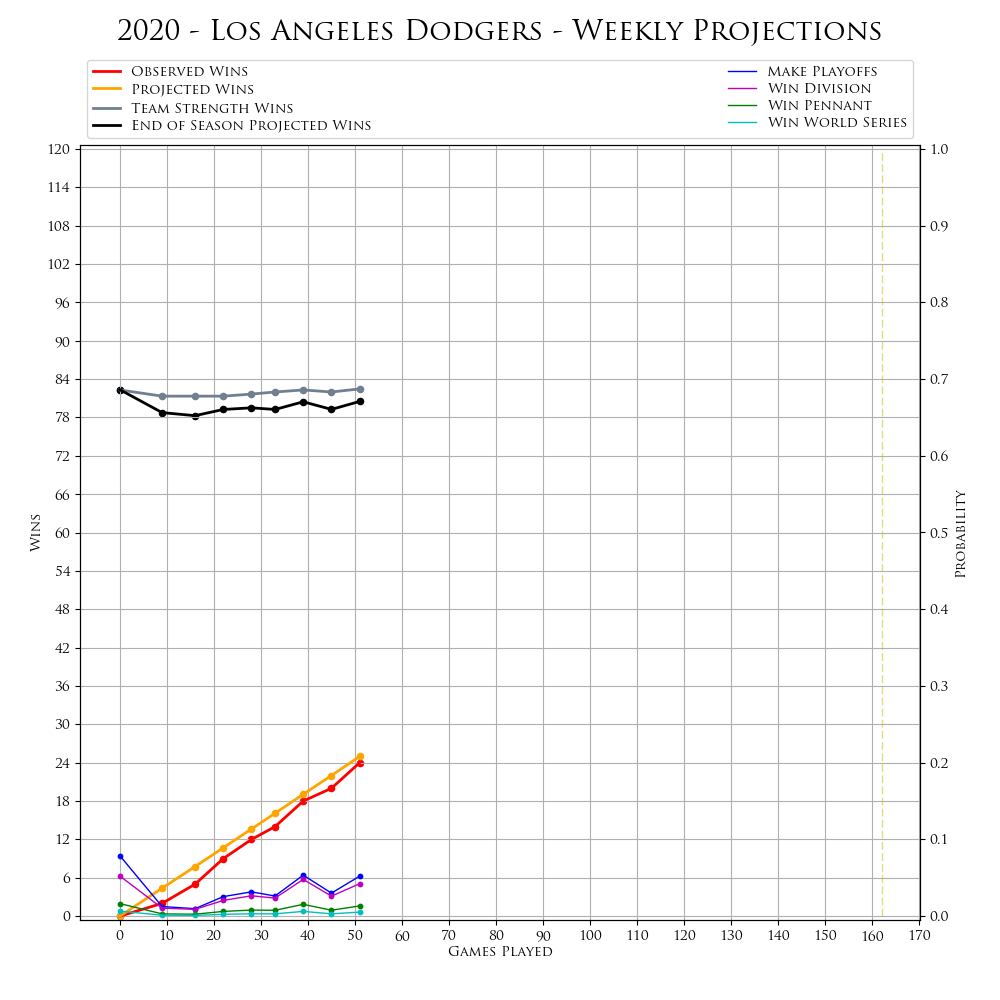 2020 - Los Angeles Dodgers - Weekly Projections
Observed Wins
Projected Wins
Team Strength Wins
End of Season Projected Wins
Make Playoffs
Win Division
Win Pennant
Win World Series
120
114
108
102
96
90
84
78
72
66
60
54
48
42
36
30
24
18
12
6
0
Wins
1.0
0.9
0.8
0.7
0.6
0.5
0.4
0.3
0.2
0.1
0.0
Probability
0 10 20 30 40 50 60 70 80 90 100 110 120 130 140 150 160 170
Games Played